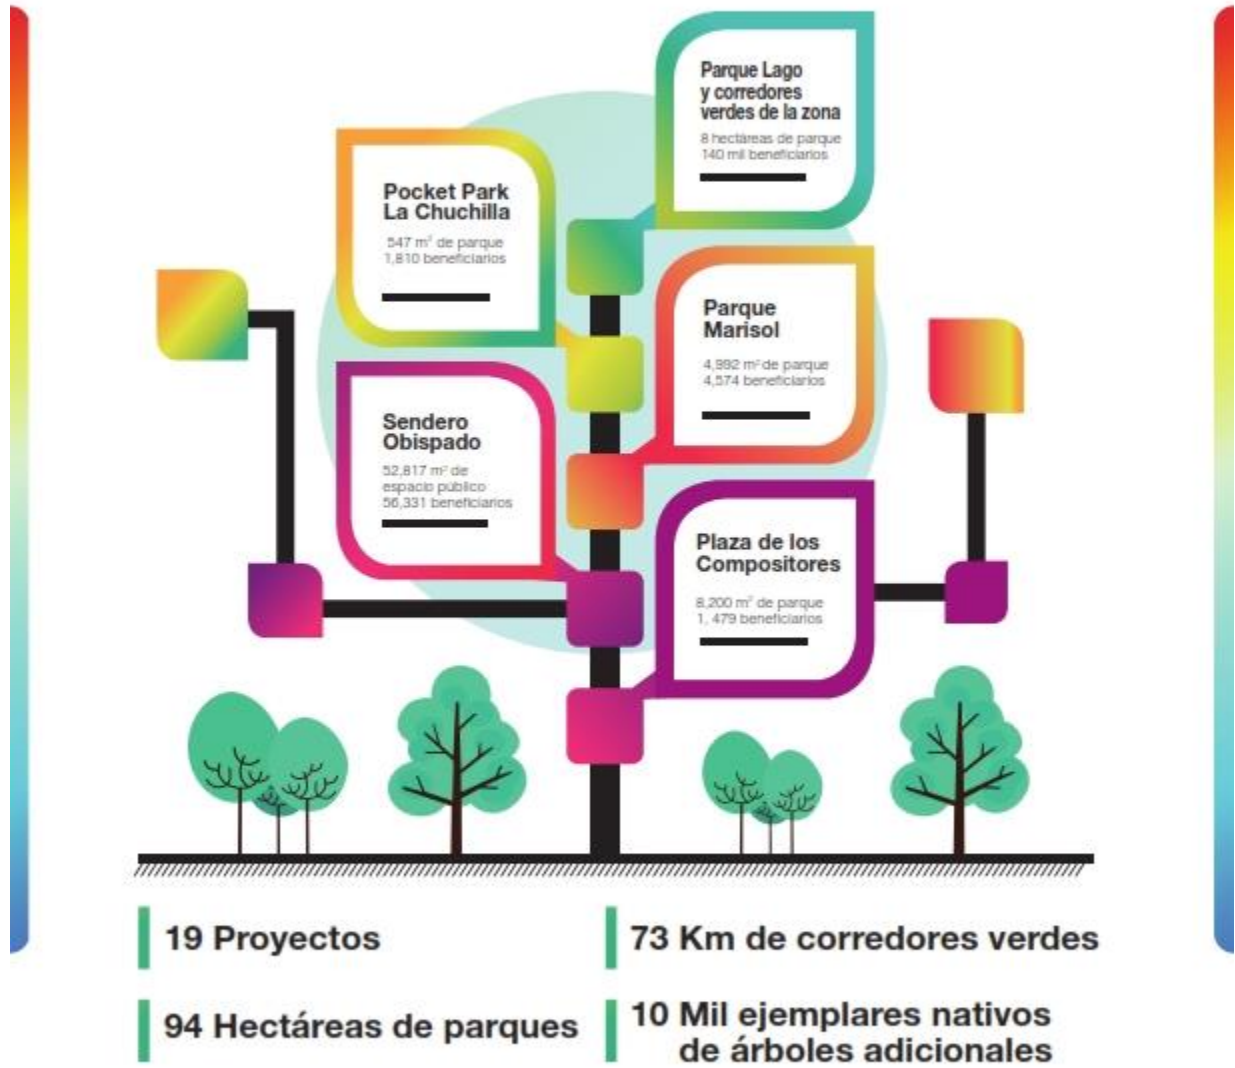 Parque Lago
y corredores
verdes de la zona
8 hectáreas de parque
140 mil beneficiarios
Pocket Park
La Chuchilla
547 m² de parque
1,810 beneficiarios
Parque
Marisol
4,992 m² de parque
4,574 beneficiarios
Sendero
Obispado
52,817 m² de
espacio público
56,331 beneficiarios
Plaza de los
Compositores
8,200 m² de parque
1, 479 beneficiarios
19 Proyectos
73 Km de corredores verdes
94 Hectáreas de parques
10 Mil ejemplares nativos
de árboles adicionales